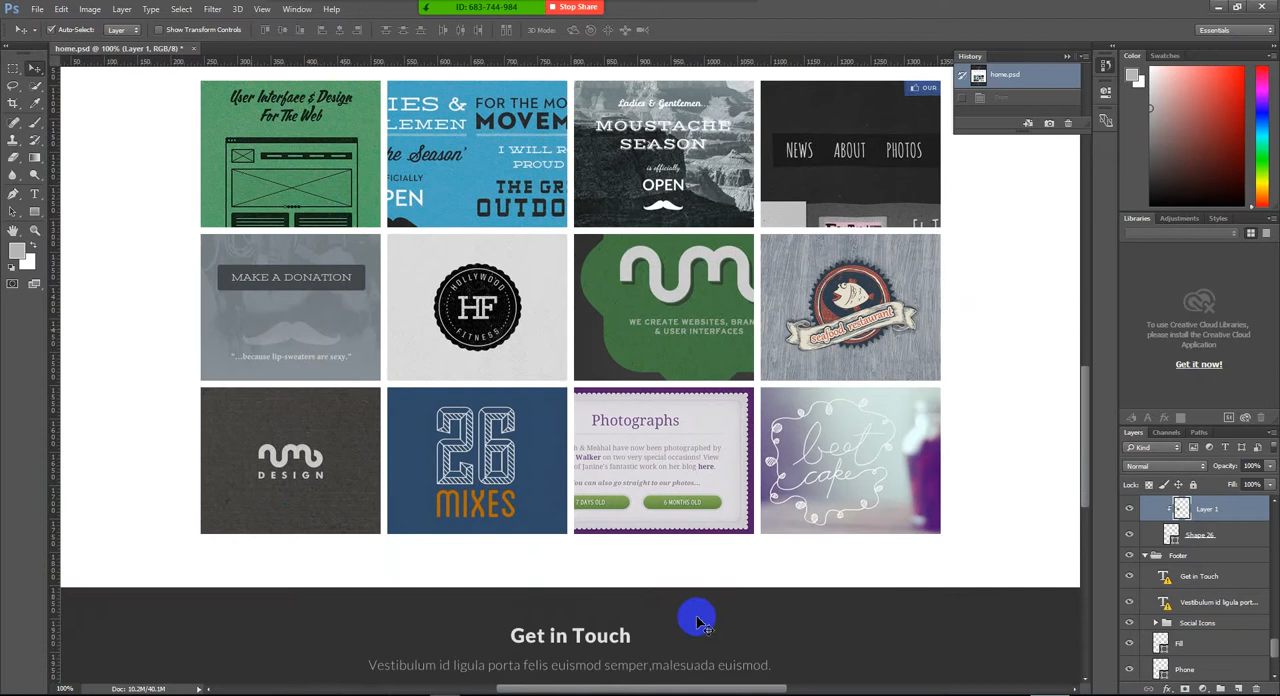 Ps File Edit Image Layer Type Select Filter 3D View Window Help
ID: 683-744-984 Stop Share
Auto-Select: Layer Show Transform Controls 3D Mode: Essentials
home.psd @ 100% (Layer 1, RGB/8) * ×
History
home.psd
Color Swatches
User Interface & Design
For The Web
IES &
LEMEN
he Season'
ICIALLY
PEN
FOR THE MO
MOVEM
I WILL R
PROUD
THE GR
OUTDO
Ladies & Gentlemen..
MOUSTACHE
SEASON
is officially
OPEN
OUR
NEWS ABOUT PHOTOS
MAKE A DONATION
"...because lip-sweaters are sexy."
HOLLYWOOD
HF
FITNESS
WE CREATE WEBSITES, BRAN
& USER INTERFACES
seafood restaurant
DESIGN
26
MIXES
Photographs
h & Mekhal have now been photographed by
Walker on two very special occasions! View
of Janine's fantastic work on her blog here.
ou can also go straight to our photos...
7 DAYS OLD 6 MONTHS OLD
best
cake
Get in Touch
Vestibulum id ligula porta felis euismod semper,malesuada euismod.
Libraries Adjustments Styles
To use Creative Cloud Libraries,
please install the Creative Cloud
Application
Get it now!
Layers Channels Paths
Kind
Normal Opacity: 100%
Lock: Fill: 100%
Layer 1
Shape 26
Footer
Get in Touch
Vestibulum id ligula port...
Social Icons
Fill
Phone
100% Doc: 10.2M/40.1M